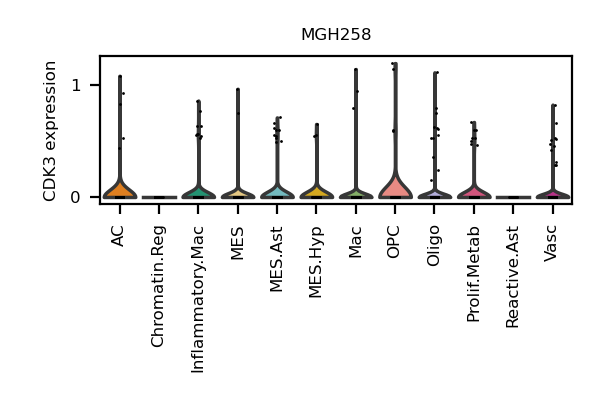 MGH258
CDK3 expression
1
0
AC
Chromatin.Reg
Inflammatory.Mac
MES
MES.Ast
MES.Hyp
Mac
OPC
Oligo
Prolif.Metab
Reactive.Ast
Vasc